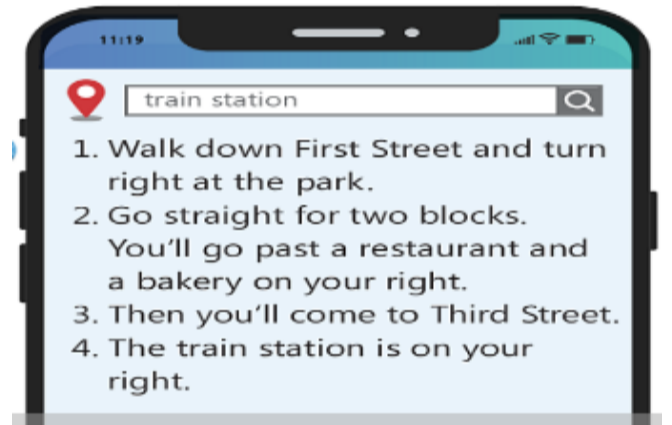 11:19
train station
1. Walk down First Street and turn
right at the park.
2. Go straight for two blocks.
You'll go past a restaurant and
a bakery on your right.
3. Then you'll come to Third Street.
4. The train station is on your
right.